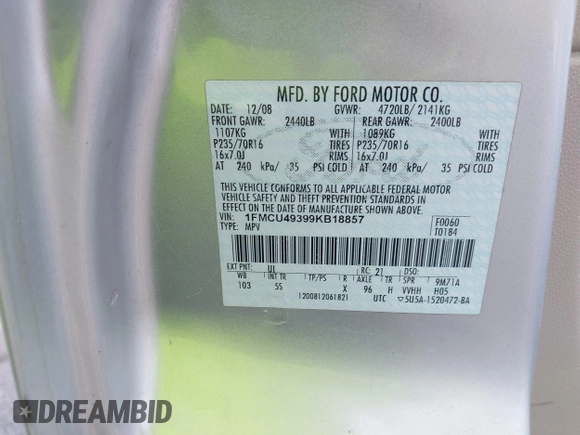 MFD. BY FORD MOTOR CO.
DATE: 12/08 GVWR: 4720LB/ 2141KG
FRONT GAWR: 2440LB REAR GAWR: 2400LB
1107KG WITH 1089KG WITH
P235/70R16 TIRES P235/70R16 TIRES
16x7.0J RIMS 16x7.0J RIMS
AT 240 kPa/ 35 PSI COLD AT 240 kPa/ 35 PSI COLD
THIS VEHICLE CONFORMS TO ALL APPLICABLE FEDERAL MOTOR
VEHICLE SAFETY AND THEFT PREVENTION STANDARDS IN
EFFECT ON THE DATE OF MANUFACTURE SHOWN ABOVE.
VIN: 1FMCU49399KB18857 F0060
TYPE: MPV T0184
EXT PNT: UI RC: 21 DSO:
WB INT TR TP/PS R AXLE TR SPR 9M71A
103 5S X 96 H VVHH H05
1200812061821 UTC 5U5A-1520472-BA
DREAMBID